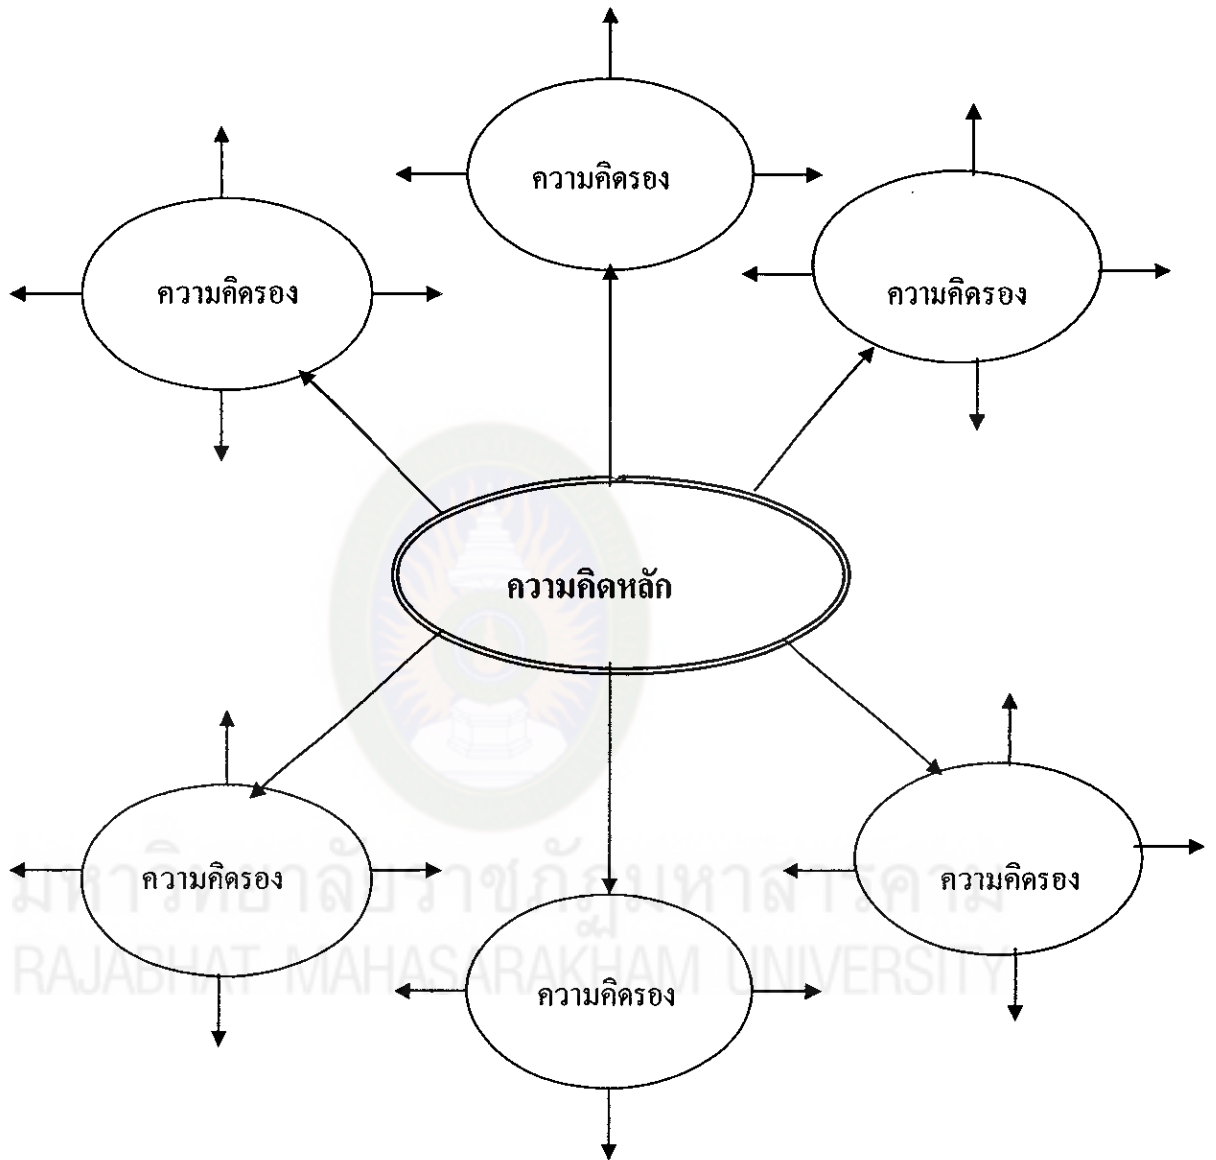 ความคิดรอง
ความคิดรอง
ความคิดรอง
ความคิดหลัก
ความคิดรอง
ความคิดรอง
ความคิดรอง
มหาวิทยาลัยราชภัฏมหาสารคาม
RAJABHAT MAHASARAKHAM UNIVERSITY